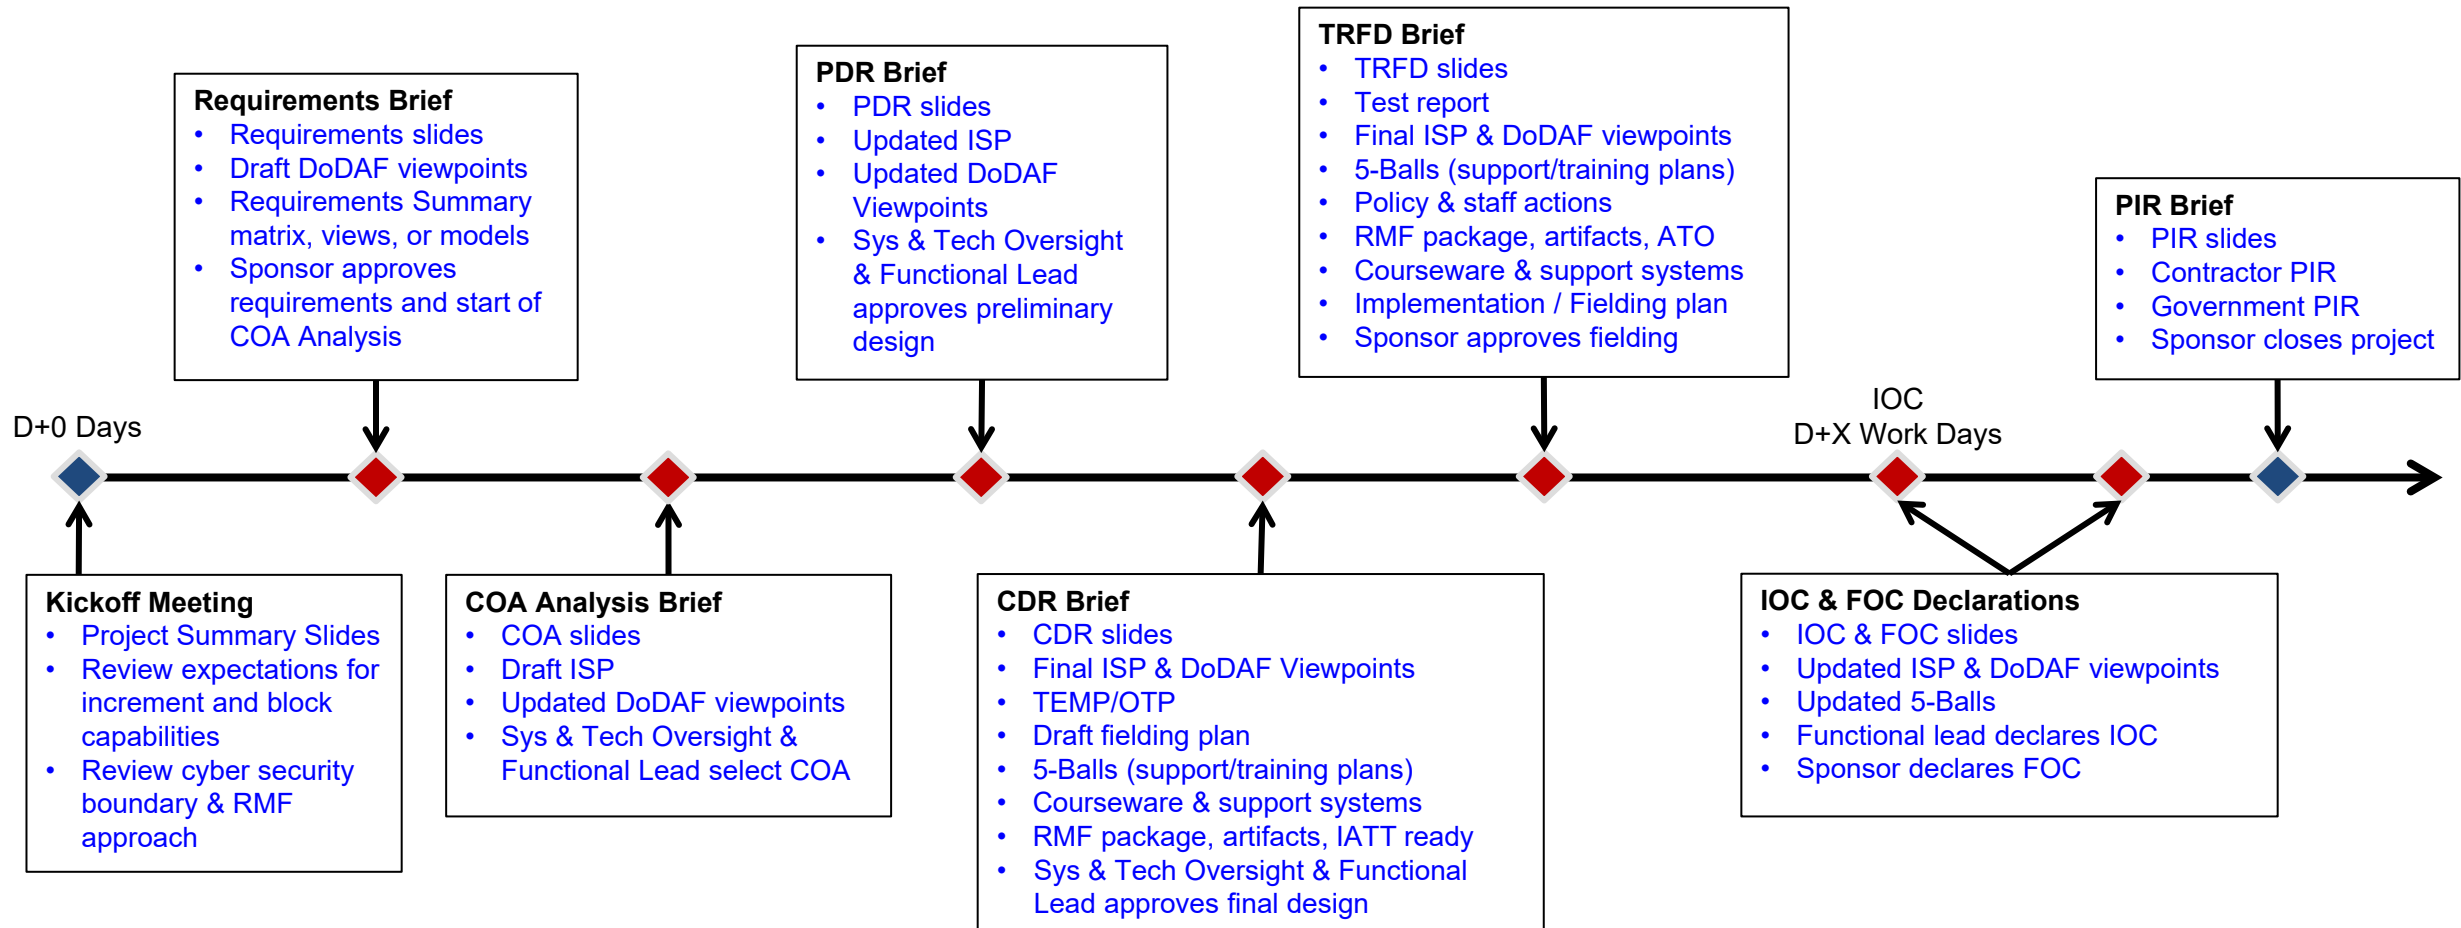 Requirements Brief
• Requirements slides
• Draft DoDAF viewpoints
• Requirements Summary
matrix, views, or models
• Sponsor approves
requirements and start of
COA Analysis
PDR Brief
• PDR slides
• Updated ISP
• Updated DoDAF
Viewpoints
• Sys & Tech Oversight
& Functional Lead
approves preliminary
design
TRFD Brief
• TRFD slides
• Test report
• Final ISP & DoDAF viewpoints
• 5-Balls (support/training plans)
• Policy & staff actions
• RMF package, artifacts, ATO
• Courseware & support systems
• Implementation / Fielding plan
• Sponsor approves fielding
PIR Brief
• PIR slides
• Contractor PIR
• Government PIR
• Sponsor closes project
D+0 Days
IOC
D+X Work Days
Kickoff Meeting
• Project Summary Slides
• Review expectations for
increment and block
capabilities
• Review cyber security
boundary & RMF
approach
COA Analysis Brief
• COA slides
• Draft ISP
• Updated DoDAF viewpoints
• Sys & Tech Oversight &
Functional Lead select COA
CDR Brief
• CDR slides
• Final ISP & DoDAF Viewpoints
• TEMP/OTP
• Draft fielding plan
• 5-Balls (support/training plans)
• Courseware & support systems
• RMF package, artifacts, IATT ready
• Sys & Tech Oversight & Functional
Lead approves final design
IOC & FOC Declarations
• IOC & FOC slides
• Updated ISP & DoDAF viewpoints
• Updated 5-Balls
• Functional lead declares IOC
• Sponsor declares FOC